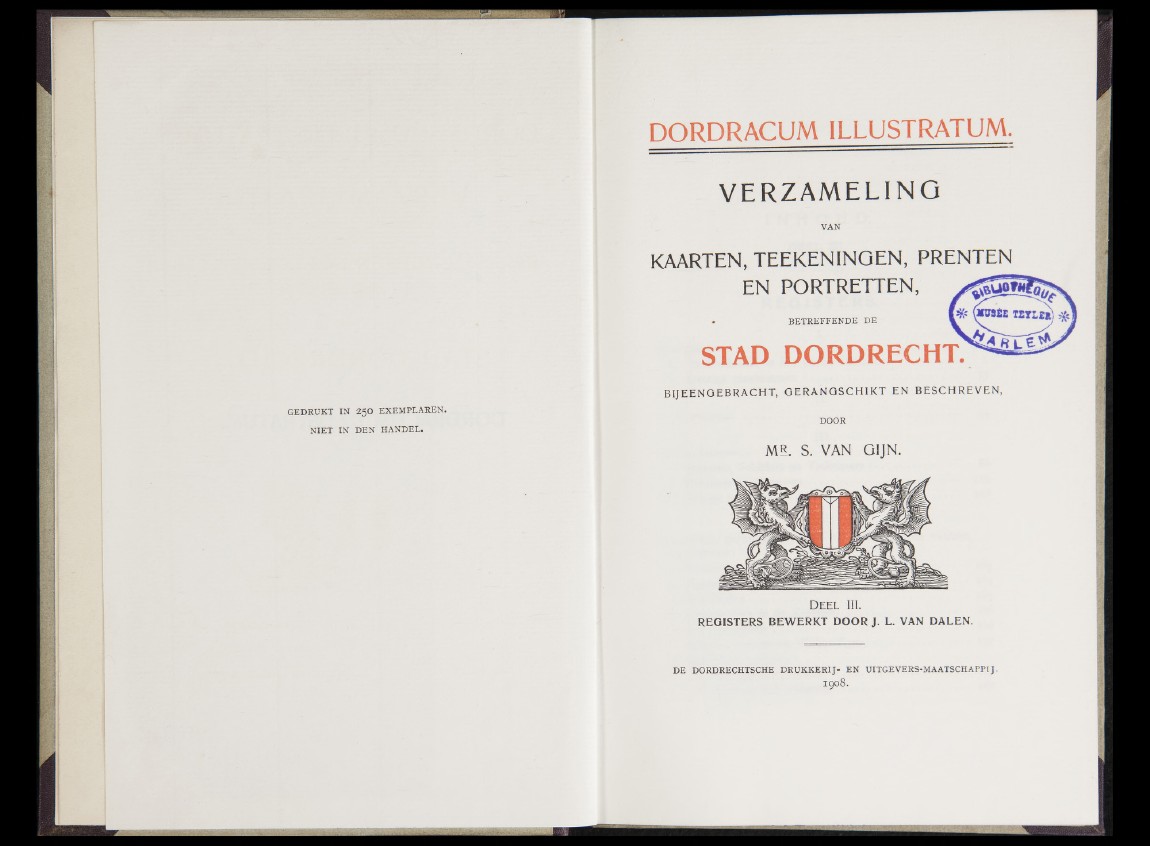 GEDRUKT IN 250 EXEMPLAREN.
NIET IN DEN HANDEL.
DORDRACUM ILLUSTRATUM.
VERZAMELING
VAN
KAARTEN, TEEKENINGEN, PRENTEN
EN PORTRETTEN,
BETREFFENDE DE
STAD DORDRECHT.
BIBLIOTHÈQUE
MUSÉE TEYLER
HARLEM
BIJEENGEBRACHT, GERANGSCHIKT EN BESCHREVEN,
DOOR
MR. S. VAN GIJN.
DEEL III.
REGISTERS BEWERKT DOOR J. L. VAN DALEN.
DE DORDRECHTSCHE DRUKKERIJ- EN UITGEVERS-MAATSCHAPPIJ.
1908.